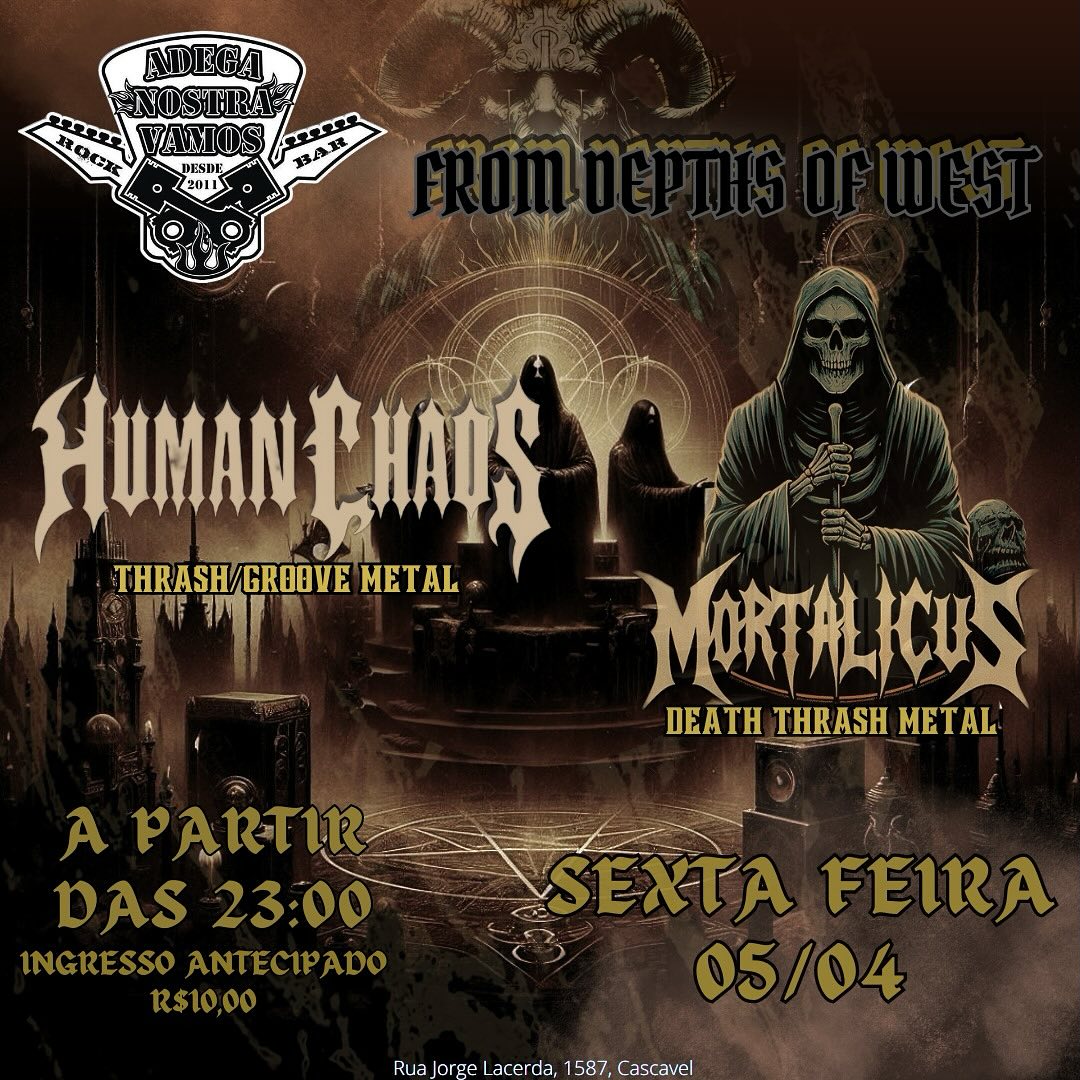 ADEGA
NOSTRA
VAMOS
ROCK BAR
DESDE
2011
FROM DEPTHS OF WEST
HUMAN CHAOS
THRASH/GROOVE METAL
MORTALICUS
DEATH THRASH METAL
A PARTIR
DAS 23:00
INGRESSO ANTECIPADO
R$10,00
SEXTA FEIRA
05/04
Rua Jorge Lacerda, 1587, Cascavel